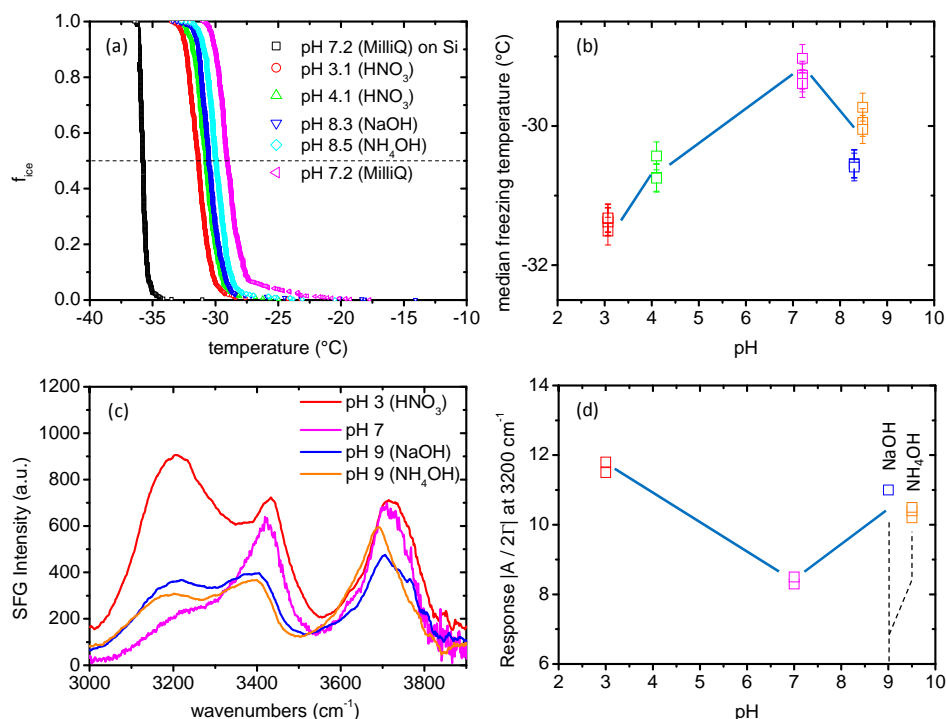 (a)
pH 7.2 (MilliQ) on Si
pH 3.1 (HNO₃)
pH 4.1 (HNO₃)
pH 8.3 (NaOH)
pH 8.5 (NH₄OH)
pH 7.2 (MilliQ)
1.0
0.8
0.6
0.4
0.2
0.0
f_ice
-40 -35 -30 -25 -20 -15 -10
temperature (°C)
(b)
median freezing temperature (°C)
-30
-32
2 3 4 5 6 7 8 9 10
pH
(c)
pH 3 (HNO₃)
pH 7
pH 9 (NaOH)
pH 9 (NH₄OH)
SFG Intensity (a.u.)
1200
1000
800
600
400
200
0
3000 3200 3400 3600 3800
wavenumbers (cm⁻¹)
(d)
NaOH
NH₄OH
Response |A / 2Γ| at 3200 cm⁻¹
14
12
10
8
6
2 3 4 5 6 7 8 9 10
pH